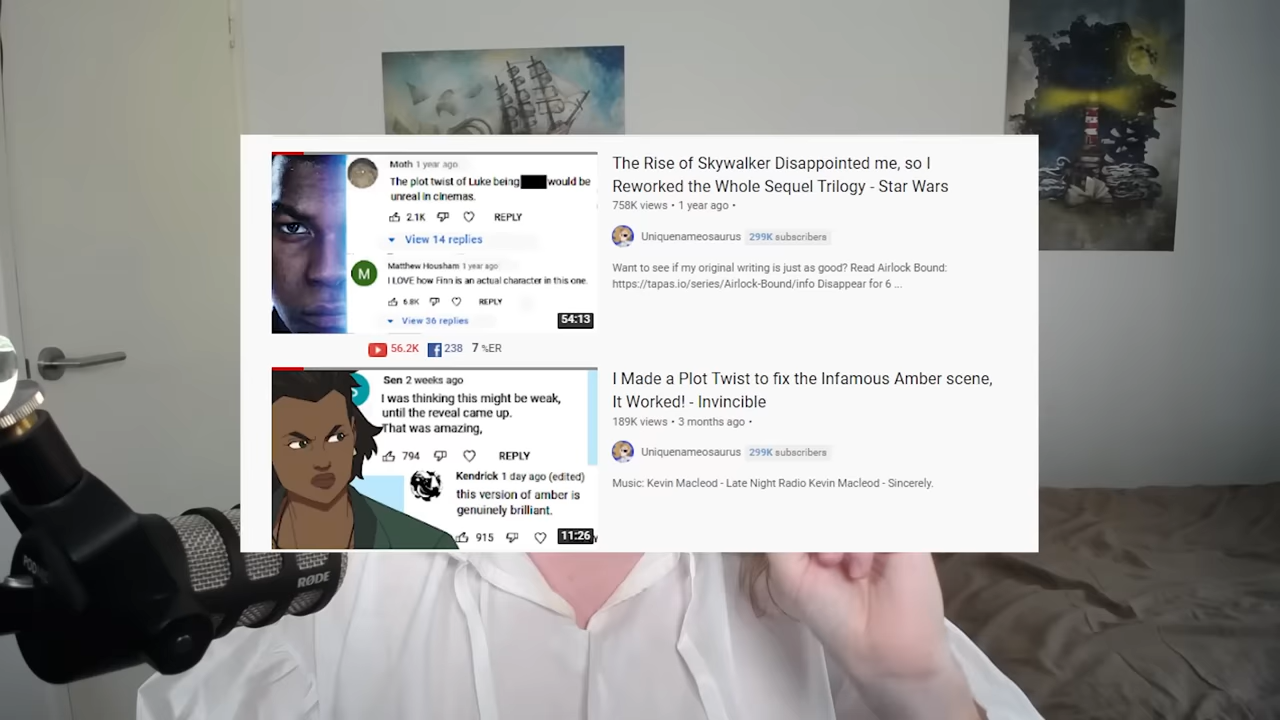 Moth 1 year ago
The plot twist of Luke being would be
unreal in cinemas.
2.1K REPLY
View 14 replies
M
Matthew Housham 1 year ago
I LOVE how Finn is an actual character in this one.
6.8K REPLY
View 36 replies
54:13
The Rise of Skywalker Disappointed me, so I
Reworked the Whole Sequel Trilogy - Star Wars
758K views • 1 year ago •
Uniquenameosaurus 299K subscribers
Want to see if my original writing is just as good? Read Airlock Bound:
https://tapas.io/series/Airlock-Bound/info Disappear for 6 ...
56.2K 238 7 %ER
Sen 2 weeks ago
I was thinking this might be weak,
until the reveal came up.
That was amazing,
794 REPLY
Kendrick 1 day ago (edited)
this version of amber is
genuinely brilliant.
915
11:26
I Made a Plot Twist to fix the Infamous Amber scene,
It Worked! - Invincible
189K views • 3 months ago •
Uniquenameosaurus 299K subscribers
Music: Kevin Macleod - Late Night Radio Kevin Macleod - Sincerely.
RØDE